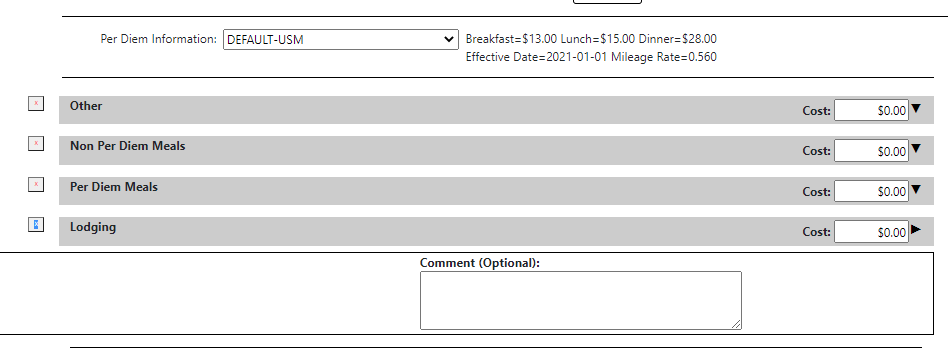 Per Diem Information: DEFAULT-USM Breakfast=$13.00 Lunch=$15.00 Dinner=$28.00
Effective Date=2021-01-01 Mileage Rate=0.560
x Other Cost: $0.00
x Non Per Diem Meals Cost: $0.00
x Per Diem Meals Cost: $0.00
Lodging Cost: $0.00
Comment (Optional):